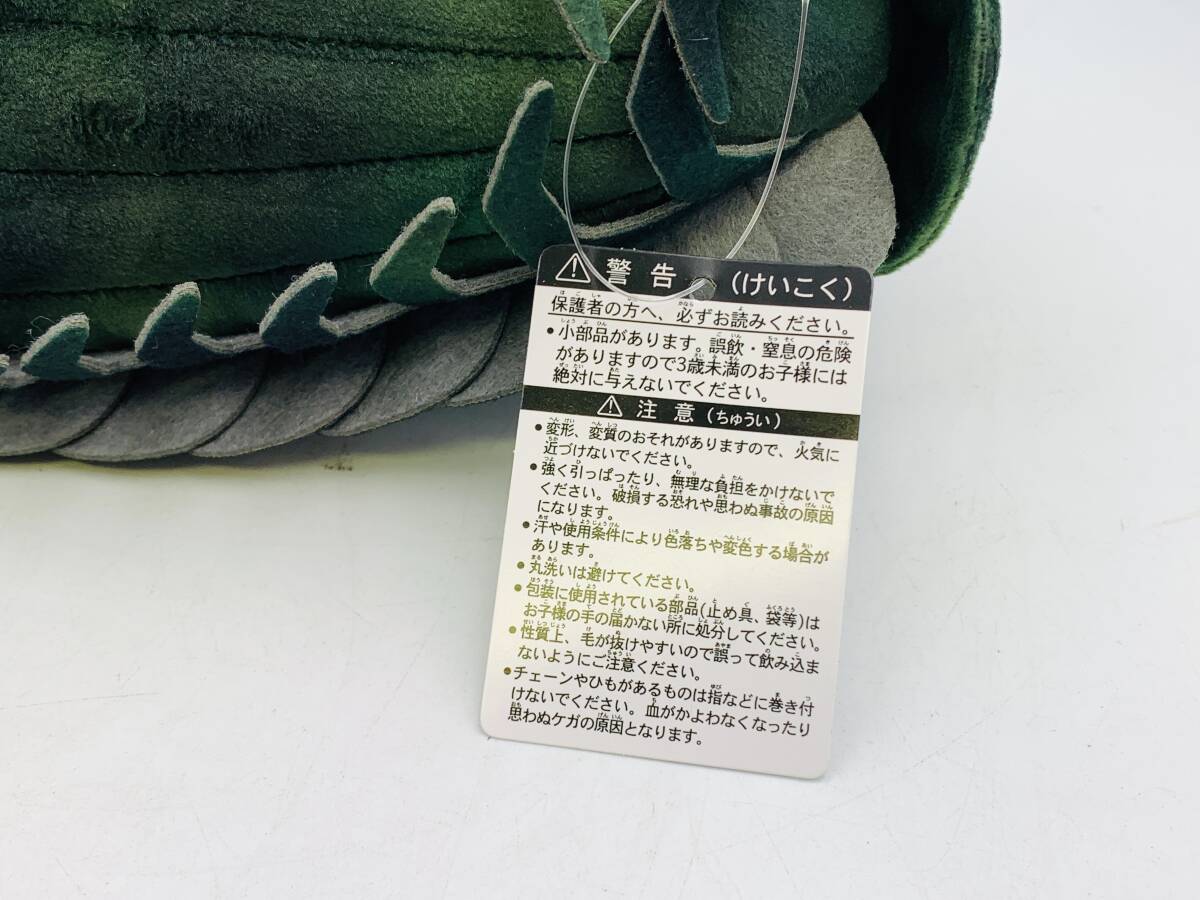 ⚠ 警告 (けいこく)
保護者の方へ、必ずお読みください。
• 小部品があります。誤飲・窒息の危険
がありますので3歳未満のお子様には
絶対に与えないでください。
⚠ 注意 (ちゅうい)
• 変形、変質のおそれがありますので、火気に
近づけないでください。
• 強く引っぱったり、無理な負担をかけないで
ください。破損する恐れや思わぬ事故の原因
になります。
• 汗や使用条件により色落ちや変色する場合が
あります。
• 丸洗いは避けてください。
• 包装に使用されている部品(止め具、袋等)は
お子様の手の届かない所に処分してください。
• 性質上、毛が抜けやすいので誤って飲み込ま
ないようにご注意ください。
• チェーンやひもがあるものは指などに巻き付
けないでください。血がかよわなくなったり
思わぬケガの原因となります。